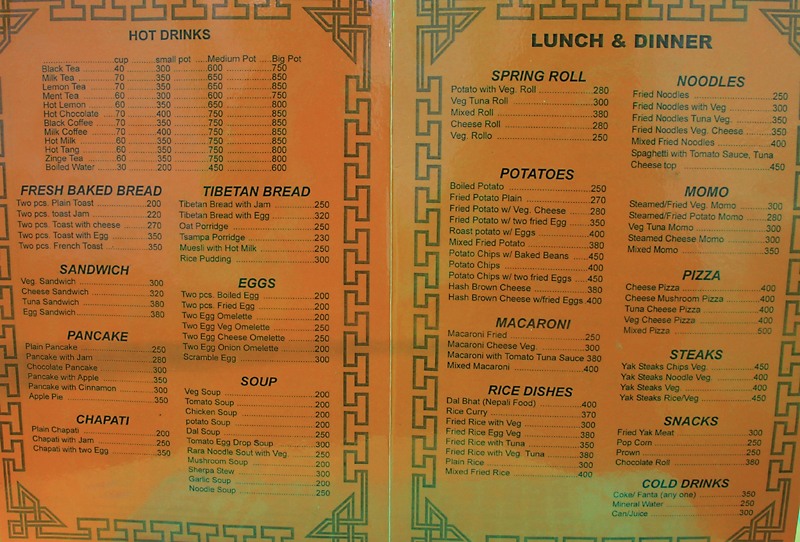 HOT DRINKS
cup small pot Medium Pot Big Pot
Black Tea 40 300 600 750
Milk Tea 70 350 650 850
Lemon Tea 70 350 650 850
Ment Tea 60 300 600 750
Hot Lemon 60 350 750 800
Hot Chocolate 70 400 750 850
Black Coffee 70 350 750 850
Milk Coffee 70 400 750 850
Hot Milk 60 350 750 850
Hot Tang 60 350 750 800
Zinge Tea 60 350 750 800
Boiled Water 30 200 450 600
FRESH BAKED BREAD
Two pcs. Plain Toast 200
Two pcs. toast Jam 220
Two pcs. Toast with cheese 270
Two pcs. Toast with Egg 350
Two pcs. French Toast 350
SANDWICH
Veg. Sandwich 300
Cheese Sandwich 320
Tuna Sandwich 380
Egg Sandwich 380
PANCAKE
Plain Pancake 250
Pancake with Jam 280
Chocolate Pancake 300
Pancake with Apple 350
Pancake with Cinnamon 300
Apple Pie 350
CHAPATI
Plain Chapati 200
Chapati with Jam 250
Chapati with two Egg 350
TIBETAN BREAD
Tibetan Bread with Jam 250
Tibetan Bread with Egg 320
Oat Porridge 250
Tsampa Porridge 230
Muesli with Hot Milk 250
Rice Pudding 300
EGGS
Two pcs. Boiled Egg 200
Two pcs. Fried Egg 200
Two Egg Omelette 200
Two Egg Veg Omelette 250
Two Egg Cheese Omelette 250
Two Egg Onion Omelette 200
Scramble Egg 300
SOUP
Veg Soup 200
Tomato Soup 200
Chicken Soup 200
potato Soup 200
Dal Soup 250
Tomato Egg Drop Soup 300
Rara Noodle Sout with Veg 250
Mushroom Soup 200
Sherpa Stew 300
Garlic Soup 200
Noodle Soup 250
LUNCH & DINNER
SPRING ROLL
Potato with Veg. Roll 280
Veg Tuna Roll 300
Mixed Roll 380
Cheese Roll 280
Veg. Rollo 250
POTATOES
Boiled Potato 250
Fried Potato Plain 270
Fried Potato w/ Veg. Cheese 280
Fried Potato w/ two fried Egg 350
Roast potato w/ Eggs 400
Mixed Fried Potato 380
Potato Chips w/ Baked Beans 450
Potato Chips 400
Potato Chips w/ two fried Eggs 450
Hash Brown Cheese 380
Hash Brown Cheese w/fried Eggs 400
MACARONI
Macaroni Fried 250
Macaroni Cheese Veg. 300
Macaroni with Tomato Tuna Sauce 380
Mixed Macaroni 400
RICE DISHES
Dal Bhat (Nepali Food) 400
Rice Curry 370
Fried Rice with Veg 300
Fried Rice Egg Veg 380
Fried Rice with Tuna 350
Fried Rice with Veg. Tuna 380
Plain Rice 300
Mixed Fried Rice 400
NOODLES
Fried Noodles 250
Fried Noodles with Veg 300
Fried Noodles Tuna Veg. 350
Fried Noodles Veg. Cheese 350
Mixed Fried Noodles 400
Spaghetti with Tomato Sauce, Tuna
Cheese top 450
MOMO
Steamed/Fried Veg. Momo 300
Steamed/Fried Potato Momo 280
Veg Tuna Momo 300
Steamed Cheese Momo 300
Mixed Momo 350
PIZZA
Cheese Pizza 400
Cheese Mushroom Pizza 400
Tuna Cheese Pizza 400
Veg Cheese Pizza 400
Mixed Pizza 500
STEAKS
Yak Steaks Chips Veg. 450
Yak Steaks Noodle Veg. 400
Yak Steaks Veg. 400
Yak Steaks Rice/Veg 450
SNACKS
Fried Yak Meat 300
Pop Corn 250
Prown 250
Chocolate Roll 380
COLD DRINKS
Coke/ Fanta (any one) 350
Mineral Water 250
Can/Juice 300